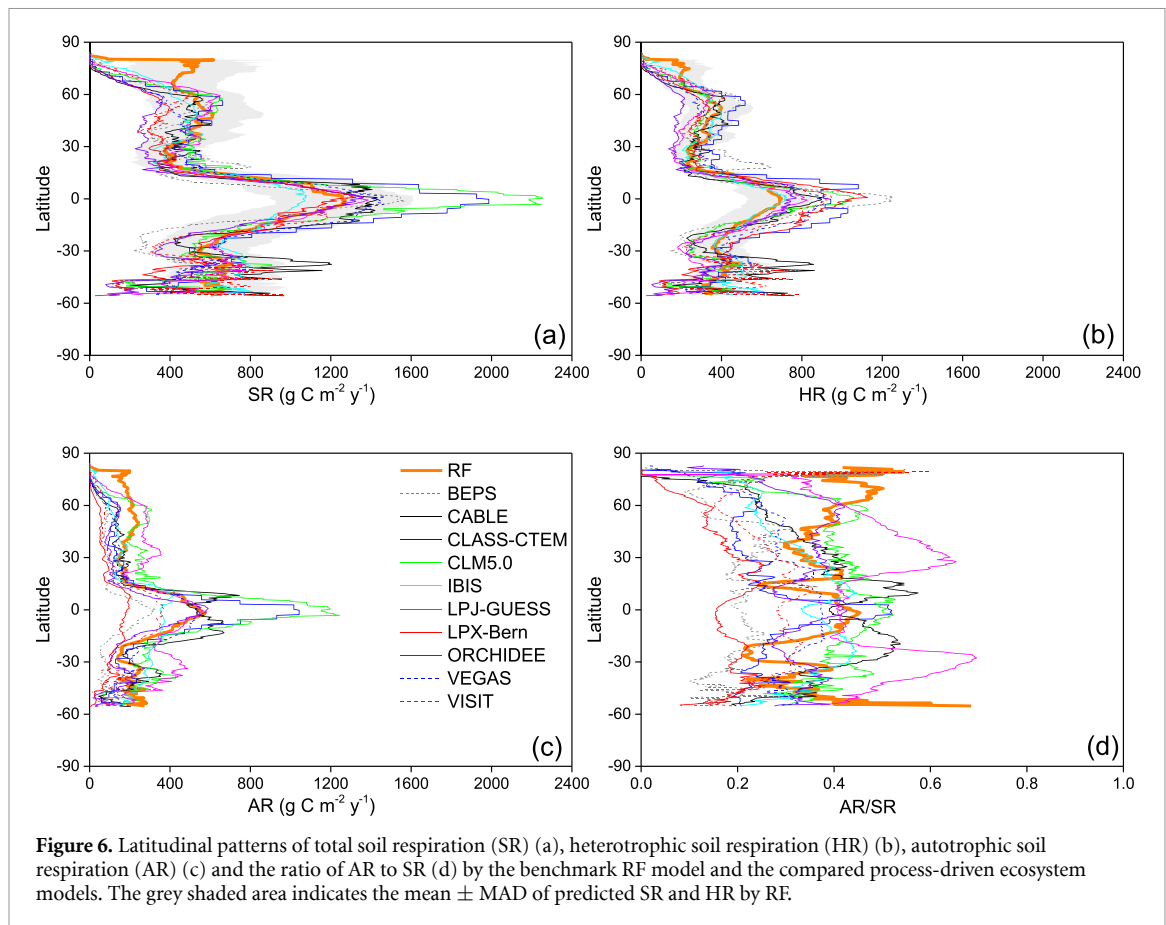 90
60
30
0
-30
-60
-90
Latitude
0 400 800 1200 1600 2000 2400
SR (g C m⁻² y⁻¹)
(a)
90
60
30
0
-30
-60
-90
Latitude
0 400 800 1200 1600 2000 2400
HR (g C m⁻² y⁻¹)
(b)
90
60
30
0
-30
-60
-90
Latitude
RF
BEPS
CABLE
CLASS-CTEM
CLM5.0
IBIS
LPJ-GUESS
LPX-Bern
ORCHIDEE
VEGAS
VISIT
0 400 800 1200 1600 2000 2400
AR (g C m⁻² y⁻¹)
(c)
90
60
30
0
-30
-60
-90
Latitude
0.0 0.2 0.4 0.6 0.8 1.0
AR/SR
(d)
Figure 6. Latitudinal patterns of total soil respiration (SR) (a), heterotrophic soil respiration (HR) (b), autotrophic soil
respiration (AR) (c) and the ratio of AR to SR (d) by the benchmark RF model and the compared process-driven ecosystem
models. The grey shaded area indicates the mean ± MAD of predicted SR and HR by RF.